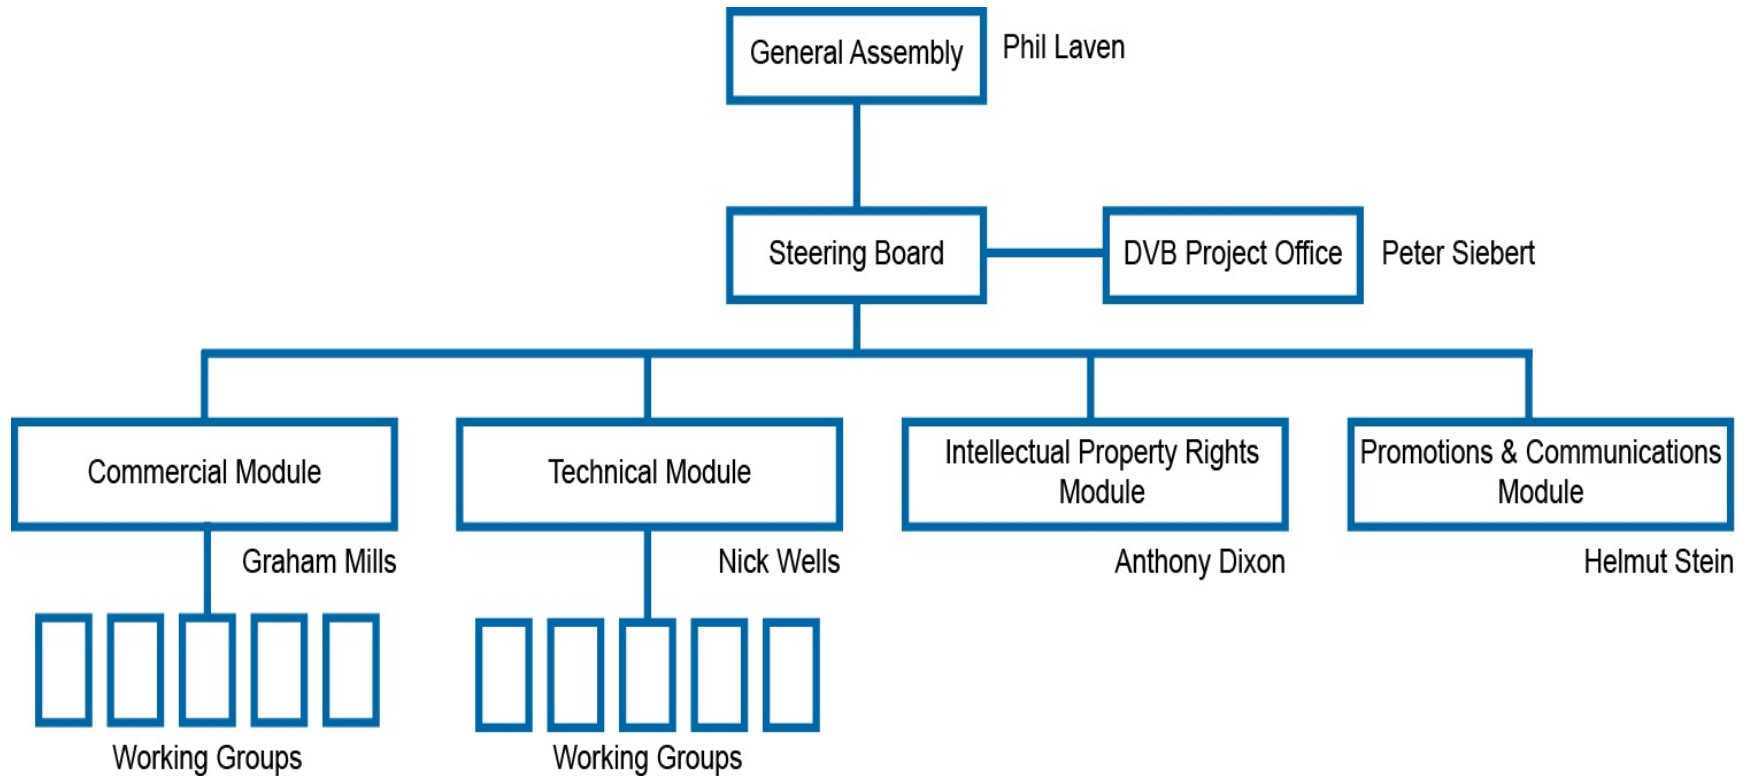 General Assembly
Phil Laven
Steering Board
DVB Project Office
Peter Siebert
Commercial Module
Technical Module
Intellectual Property Rights
Module
Promotions & Communications
Module
Graham Mills
Nick Wells
Anthony Dixon
Helmut Stein
Working Groups
Working Groups